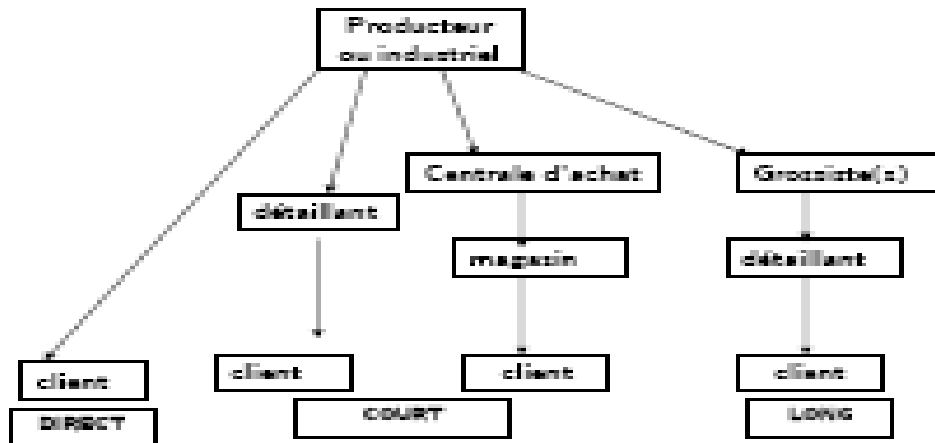 Producteur
ou industriel
Centrale d'achat
Grossiste(s)
détaillant
magasin
détaillant
client
client
client
client
DIRECT
COURT
LONG